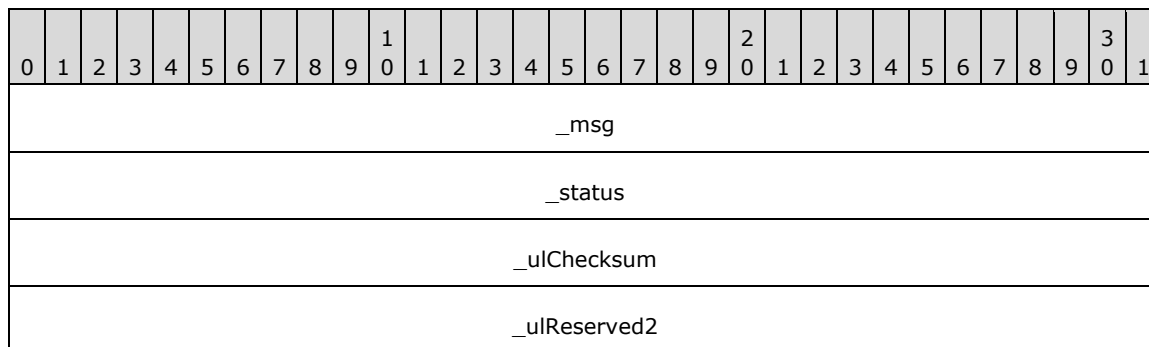 1 2 3
0 1 2 3 4 5 6 7 8 9 0 1 2 3 4 5 6 7 8 9 0 1 2 3 4 5 6 7 8 9 0 1
_msg
_status
_ulChecksum
_ulReserved2